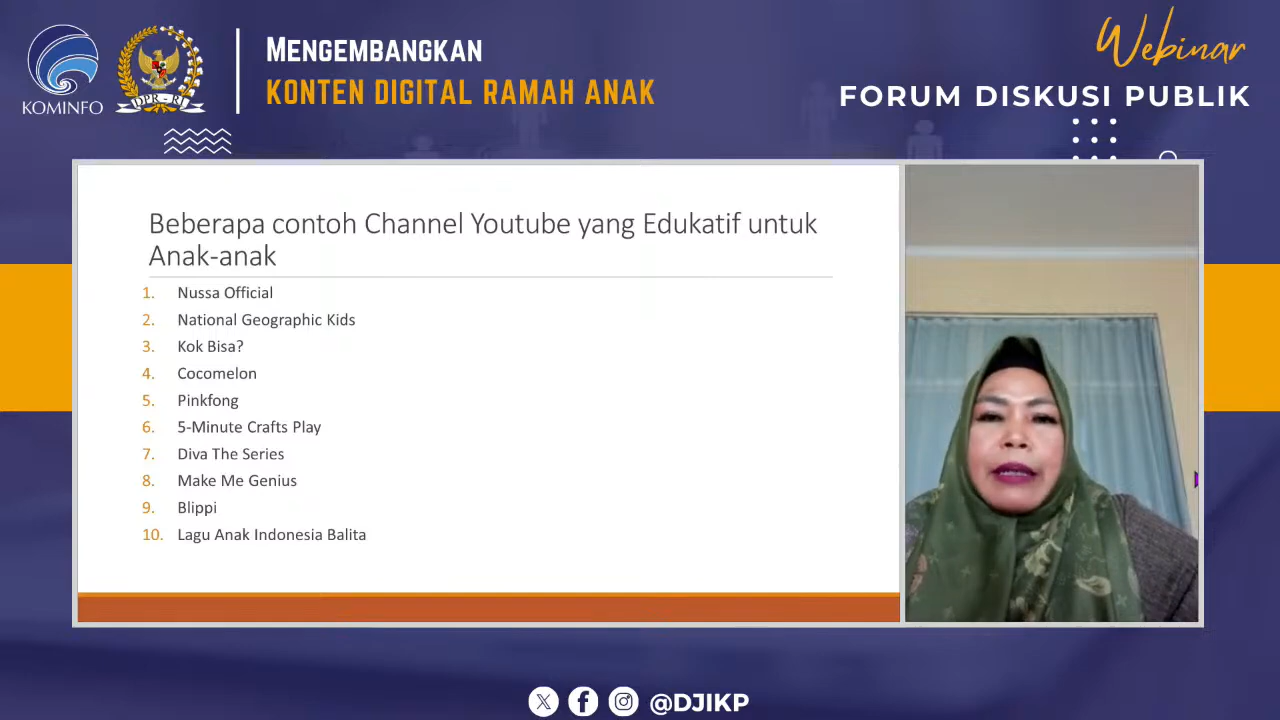 KOMINFO
DPR-RI
MENGEMBANGKAN
KONTEN DIGITAL RAMAH ANAK
Webinar
FORUM DISKUSI PUBLIK
Beberapa contoh Channel Youtube yang Edukatif untuk
Anak-anak
1. Nussa Official
2. National Geographic Kids
3. Kok Bisa?
4. Cocomelon
5. Pinkfong
6. 5-Minute Crafts Play
7. Diva The Series
8. Make Me Genius
9. Blippi
10. Lagu Anak Indonesia Balita
@DJIKP